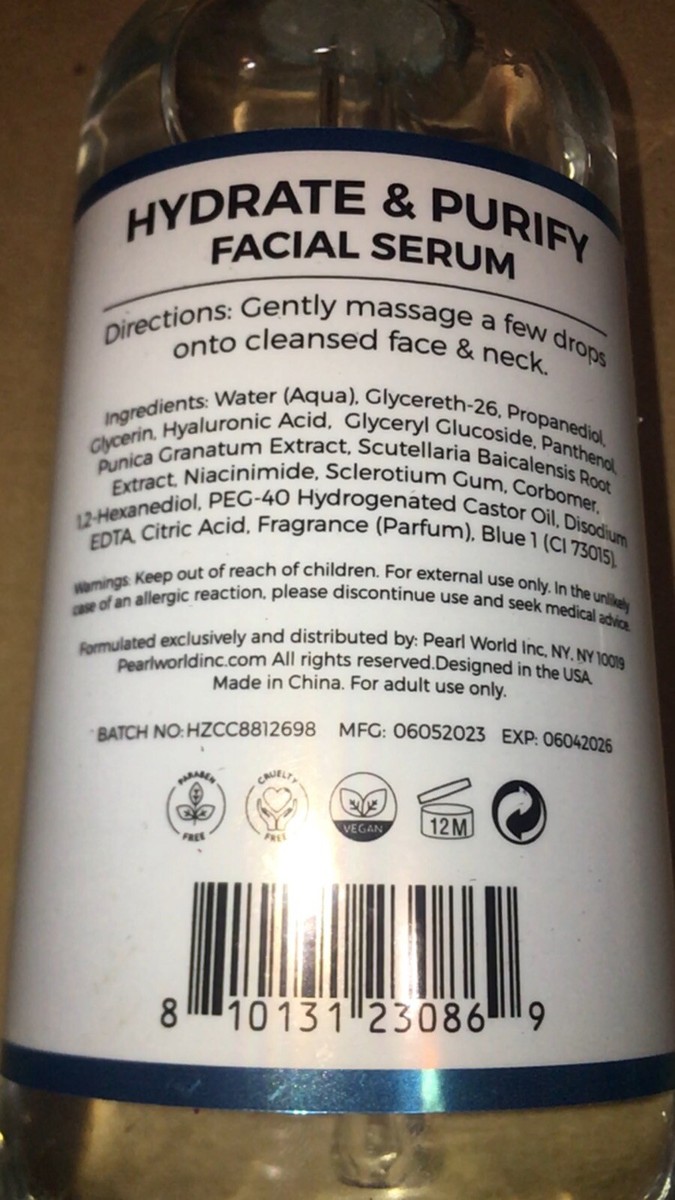 HYDRATE & PURIFY
FACIAL SERUM
Directions: Gently massage a few drops
onto cleansed face & neck.
Ingredients: Water (Aqua), Glycereth-26, Propanediol,
Glycerin, Hyaluronic Acid, Glyceryl Glucoside, Panthenol,
Punica Granatum Extract, Scutellaria Baicalensis Root
Extract, Niacinimide, Sclerotium Gum, Corbomer,
1,2-Hexanediol, PEG-40 Hydrogenated Castor Oil, Disodium
EDTA, Citric Acid, Fragrance (Parfum), Blue 1 (CI 73015).
Warnings: Keep out of reach of children. For external use only. In the unlikely
case of an allergic reaction, please discontinue use and seek medical advice.
Formulated exclusively and distributed by: Pearl World Inc, NY, NY 10019
Pearlworldinc.com All rights reserved.Designed in the USA.
Made in China. For adult use only.
BATCH NO: HZCC8812698 MFG: 06052023 EXP: 06042026
PARABEN FREE CRUELTY FREE VEGAN 12M
8 10131 23086 9